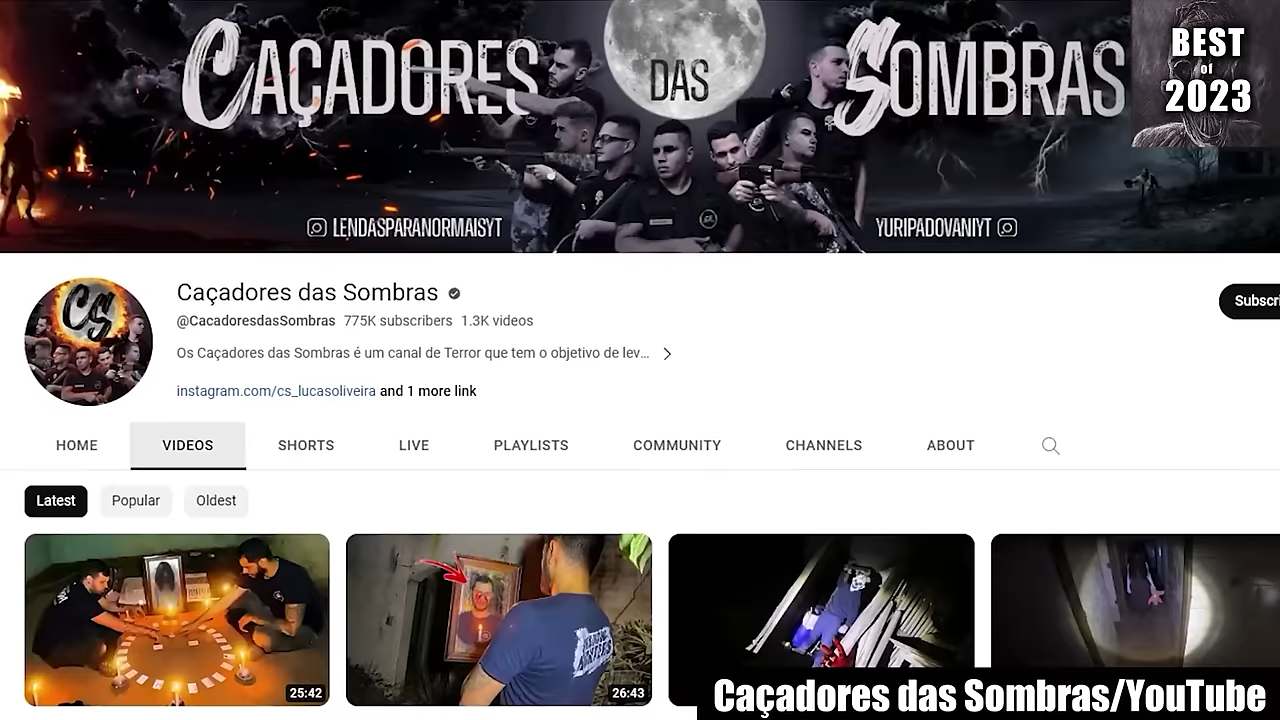 CAÇADORES DAS SOMBRAS
BEST
of
2023
LENDASPARANORMAISYT
YURIPADOVANIYT
CS
Caçadores das Sombras
@CacadoresdasSombras 775K subscribers 1.3K videos
Subscri
Os Caçadores das Sombras é um canal de Terror que tem o objetivo de lev...
instagram.com/cs_lucasoliveira and 1 more link
HOME VIDEOS SHORTS LIVE PLAYLISTS COMMUNITY CHANNELS ABOUT
Latest Popular Oldest
25:42
26:43
Caçadores das Sombras/YouTube